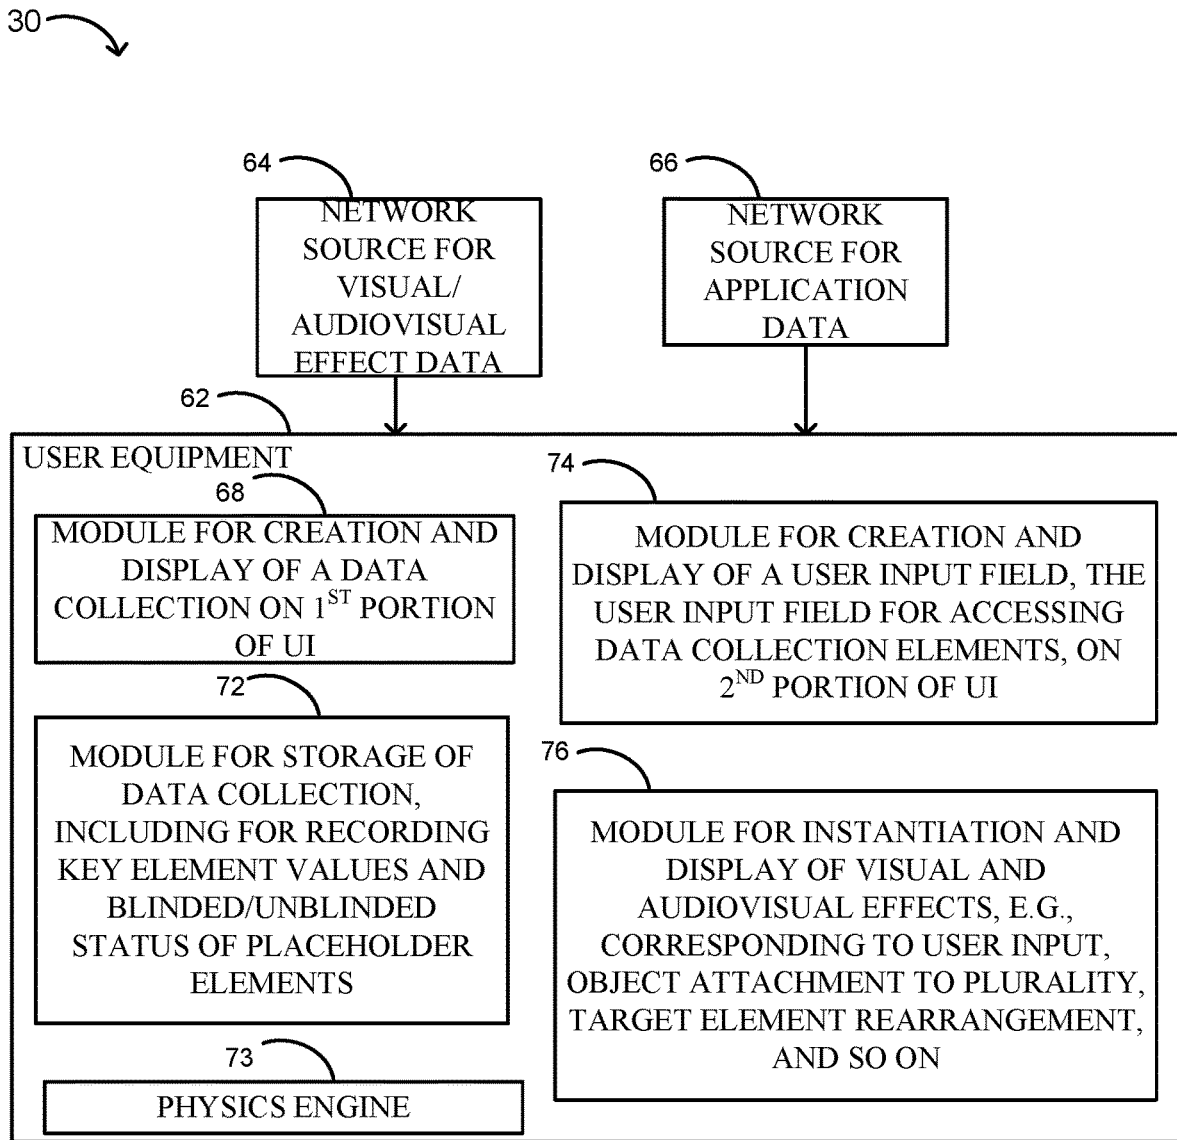 30
64
NETWORK
SOURCE FOR
VISUAL/
AUDIOVISUAL
EFFECT DATA
66
NETWORK
SOURCE FOR
APPLICATION
DATA
62
USER EQUIPMENT
68
MODULE FOR CREATION AND
DISPLAY OF A DATA
COLLECTION ON 1ST PORTION
OF UI
72
MODULE FOR STORAGE OF
DATA COLLECTION,
INCLUDING FOR RECORDING
KEY ELEMENT VALUES AND
BLINDED/UNBLINDED
STATUS OF PLACEHOLDER
ELEMENTS
73
PHYSICS ENGINE
74
MODULE FOR CREATION AND
DISPLAY OF A USER INPUT FIELD, THE
USER INPUT FIELD FOR ACCESSING
DATA COLLECTION ELEMENTS, ON
2ND PORTION OF UI
76
MODULE FOR INSTANTIATION AND
DISPLAY OF VISUAL AND
AUDIOVISUAL EFFECTS, E.G.,
CORRESPONDING TO USER INPUT,
OBJECT ATTACHMENT TO PLURALITY,
TARGET ELEMENT REARRANGEMENT,
AND SO ON